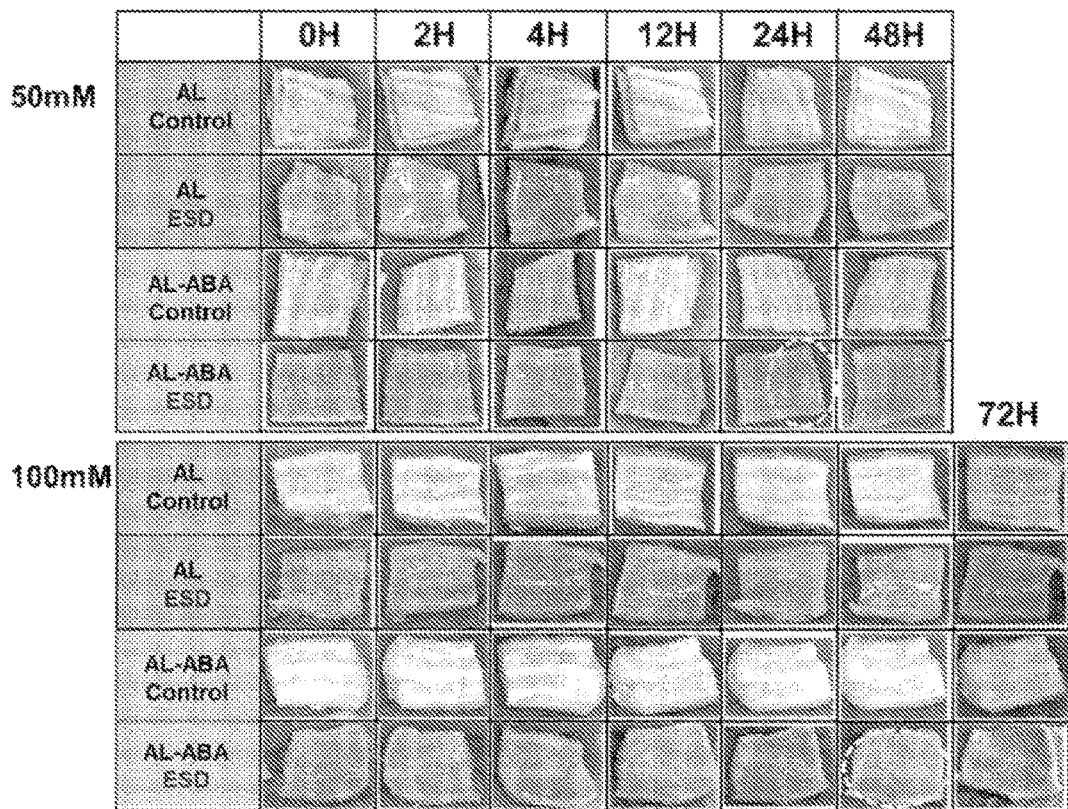 0H 2H 4H 12H 24H 48H
50mM
AL
Control
AL
ESD
AL-ABA
Control
AL-ABA
ESD
72H
100mM
AL
Control
AL
ESD
AL-ABA
Control
AL-ABA
ESD